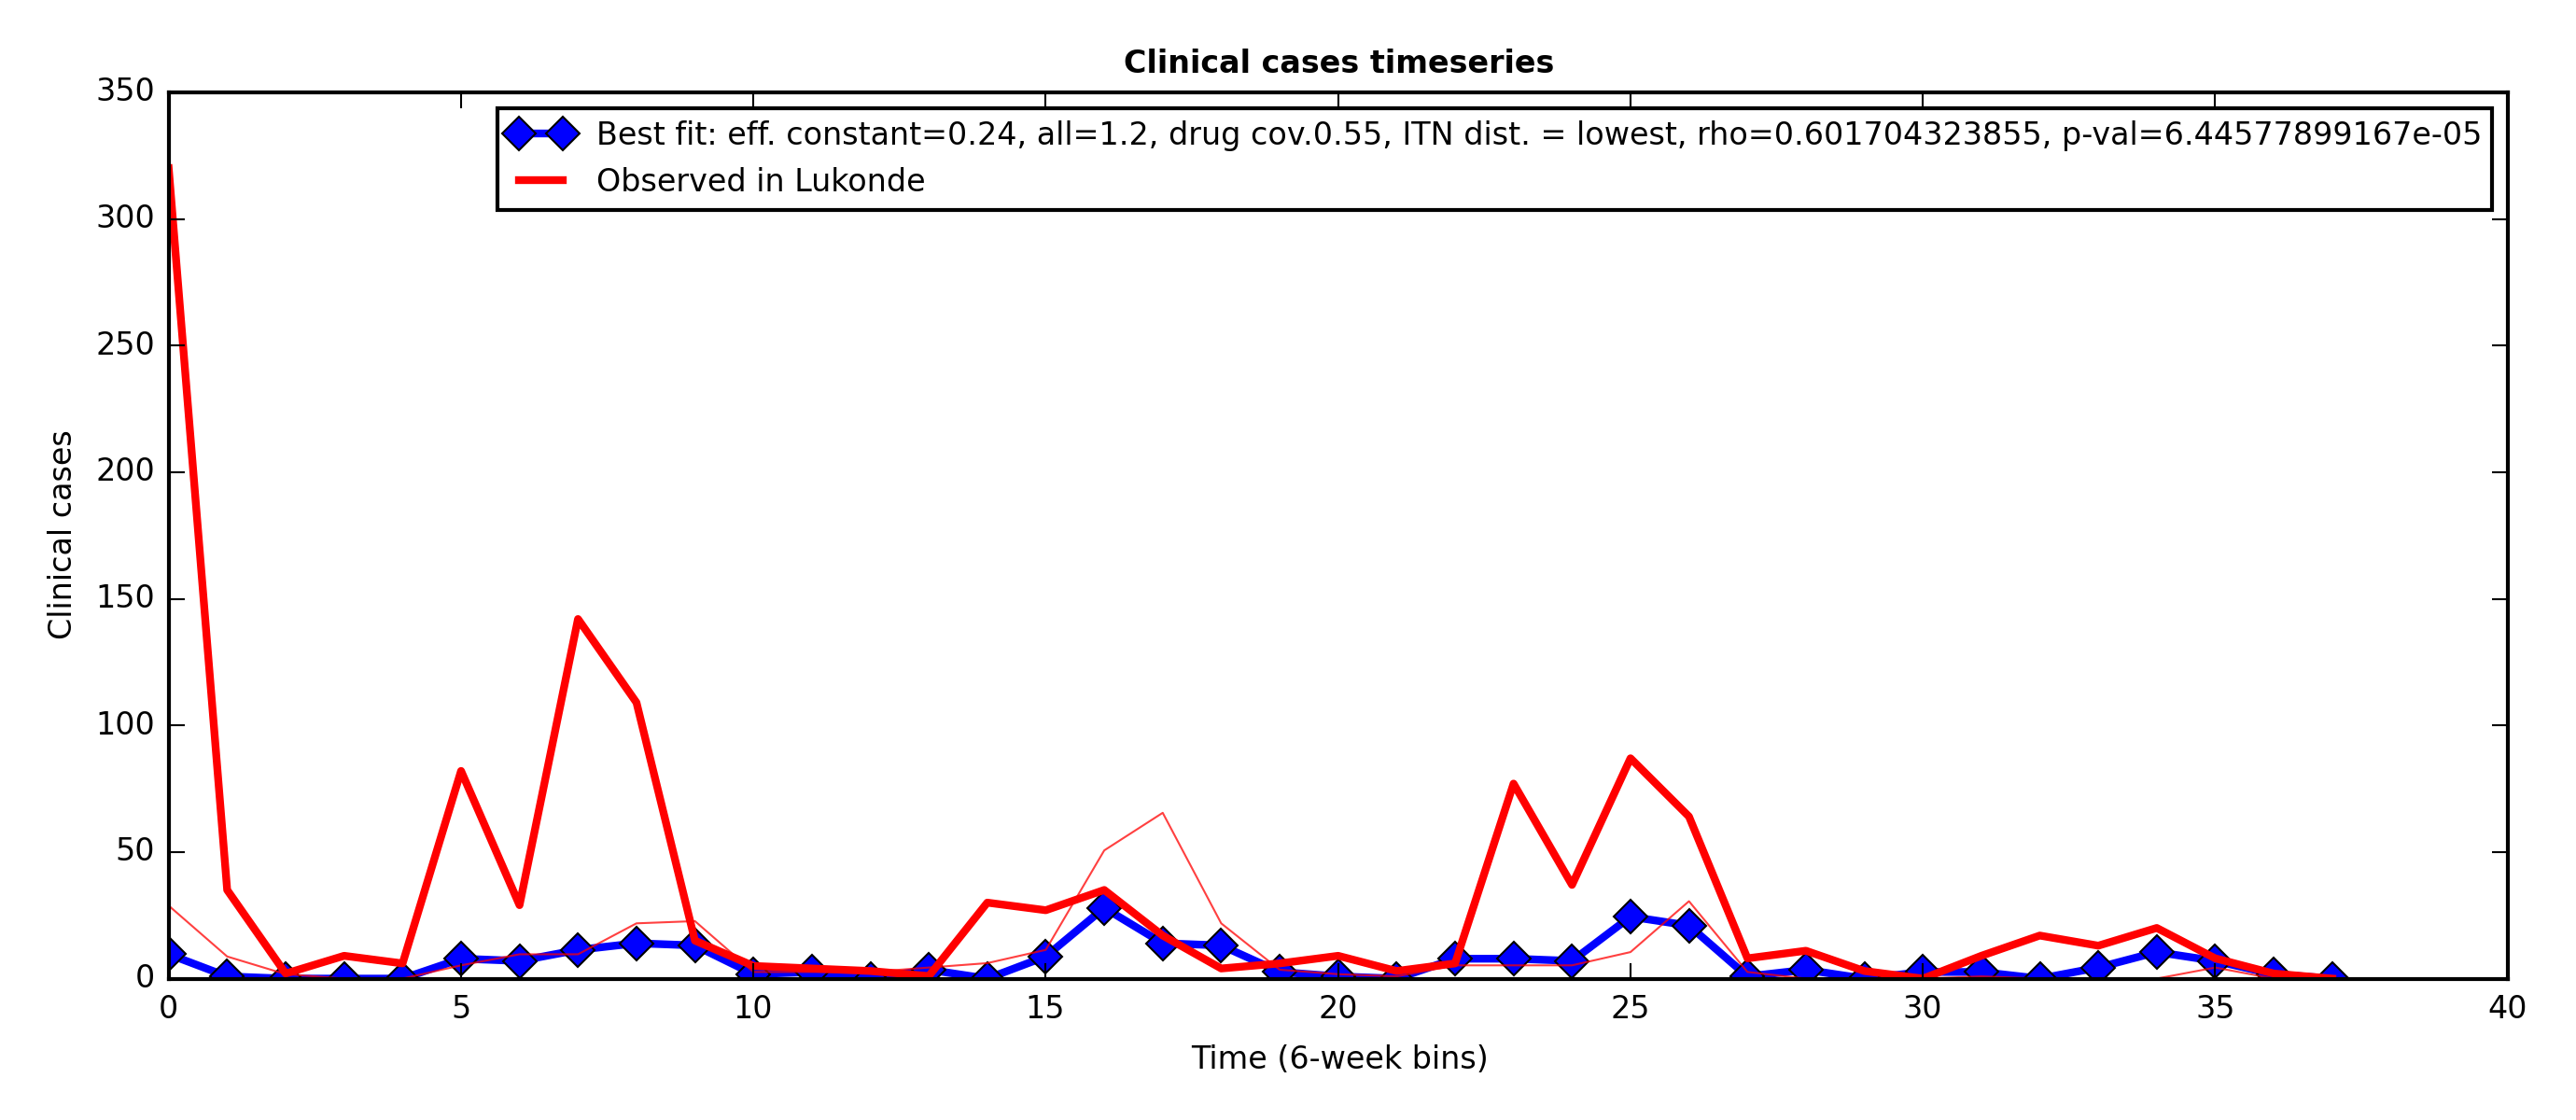 Clinical cases timeseries
350
300
250
200
150
100
50
0
Clinical cases
Best fit: eff. constant=0.24, all=1.2, drug cov.0.55, ITN dist. = lowest, rho=0.601704323855, p-val=6.44577899167e-05
Observed in Lukonde
0 5 10 15 20 25 30 35 40
Time (6-week bins)